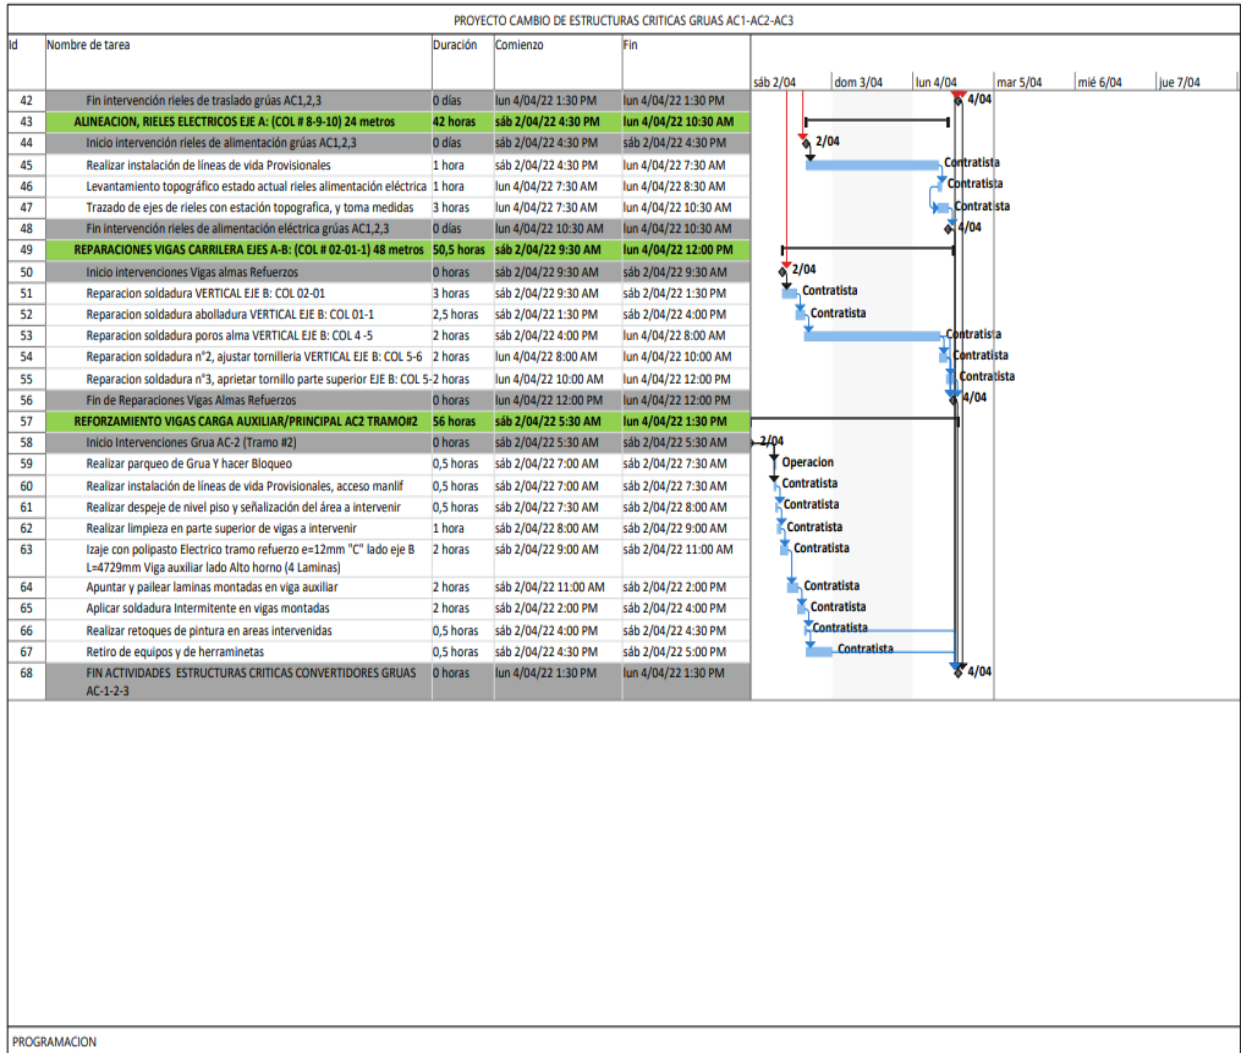 PROYECTO CAMBIO DE ESTRUCTURAS CRITICAS GRUAS AC1-AC2-AC3
Id Nombre de tarea Duración Comienzo Fin
sáb 2/04 dom 3/04 lun 4/04 mar 5/04 mié 6/04 jue 7/04
42 Fin intervención rieles de traslado grúas AC1,2,3 0 días lun 4/04/22 1:30 PM lun 4/04/22 1:30 PM 4/04
43 ALINEACION, RIELES ELECTRICOS EJE A: (COL # 8-9-10) 24 metros 42 horas sáb 2/04/22 4:30 PM lun 4/04/22 10:30 AM
44 Inicio intervención rieles de alimentación grúas AC1,2,3 0 días sáb 2/04/22 4:30 PM sáb 2/04/22 4:30 PM 2/04
45 Realizar instalación de líneas de vida Provisionales 1 hora sáb 2/04/22 4:30 PM lun 4/04/22 7:30 AM Contratista
46 Levantamiento topográfico estado actual rieles alimentación eléctrica 1 hora lun 4/04/22 7:30 AM lun 4/04/22 8:30 AM Contratista
47 Trazado de ejes de rieles con estación topografica, y toma medidas 3 horas lun 4/04/22 7:30 AM lun 4/04/22 10:30 AM Contratista
48 Fin intervención rieles de alimentación eléctrica grúas AC1,2,3 0 días lun 4/04/22 10:30 AM lun 4/04/22 10:30 AM 4/04
49 REPARACIONES VIGAS CARRILERA EJES A-B: (COL # 02-01-1) 48 metros 50,5 horas sáb 2/04/22 9:30 AM lun 4/04/22 12:00 PM
50 Inicio intervenciones Vigas almas Refuerzos 0 horas sáb 2/04/22 9:30 AM sáb 2/04/22 9:30 AM 2/04
51 Reparacion soldadura VERTICAL EJE B: COL 02-01 3 horas sáb 2/04/22 9:30 AM sáb 2/04/22 1:30 PM Contratista
52 Reparacion soldadura abolladura VERTICAL EJE B: COL 01-1 2,5 horas sáb 2/04/22 1:30 PM sáb 2/04/22 4:00 PM Contratista
53 Reparacion soldadura poros alma VERTICAL EJE B: COL 4 -5 2 horas sáb 2/04/22 4:00 PM lun 4/04/22 8:00 AM Contratista
54 Reparacion soldadura n°2, ajustar tornilleria VERTICAL EJE B: COL 5-6 2 horas lun 4/04/22 8:00 AM lun 4/04/22 10:00 AM Contratista
55 Reparacion soldadura n°3, aprietar tornillo parte superior EJE B: COL 5- 2 horas lun 4/04/22 10:00 AM lun 4/04/22 12:00 PM Contratista
56 Fin de Reparaciones Vigas Almas Refuerzos 0 horas lun 4/04/22 12:00 PM lun 4/04/22 12:00 PM 4/04
57 REFORZAMIENTO VIGAS CARGA AUXILIAR/PRINCIPAL AC2 TRAMO#2 56 horas sáb 2/04/22 5:30 AM lun 4/04/22 1:30 PM
58 Inicio Intervenciones Grua AC-2 (Tramo #2) 0 horas sáb 2/04/22 5:30 AM sáb 2/04/22 5:30 AM 2/04
59 Realizar parqueo de Grua Y hacer Bloqueo 0,5 horas sáb 2/04/22 7:00 AM sáb 2/04/22 7:30 AM Operacion
60 Realizar instalación de líneas de vida Provisionales, acceso manlif 0,5 horas sáb 2/04/22 7:00 AM sáb 2/04/22 7:30 AM Contratista
61 Realizar despeje de nivel piso y señalización del área a intervenir 0,5 horas sáb 2/04/22 7:30 AM sáb 2/04/22 8:00 AM Contratista
62 Realizar limpieza en parte superior de vigas a intervenir 1 hora sáb 2/04/22 8:00 AM sáb 2/04/22 9:00 AM Contratista
63 Izaje con polipasto Electrico tramo refuerzo e=12mm "C" lado eje B 2 horas sáb 2/04/22 9:00 AM sáb 2/04/22 11:00 AM Contratista
L=4729mm Viga auxiliar lado Alto horno (4 Laminas)
64 Apuntar y pailear laminas montadas en viga auxiliar 2 horas sáb 2/04/22 11:00 AM sáb 2/04/22 2:00 PM Contratista
65 Aplicar soldadura Intermitente en vigas montadas 2 horas sáb 2/04/22 2:00 PM sáb 2/04/22 4:00 PM Contratista
66 Realizar retoques de pintura en areas intervenidas 0,5 horas sáb 2/04/22 4:00 PM sáb 2/04/22 4:30 PM Contratista
67 Retiro de equipos y de herraminetas 0,5 horas sáb 2/04/22 4:30 PM sáb 2/04/22 5:00 PM Contratista
68 FIN ACTIVIDADES ESTRUCTURAS CRITICAS CONVERTIDORES GRUAS 0 horas lun 4/04/22 1:30 PM lun 4/04/22 1:30 PM 4/04
AC-1-2-3
PROGRAMACION